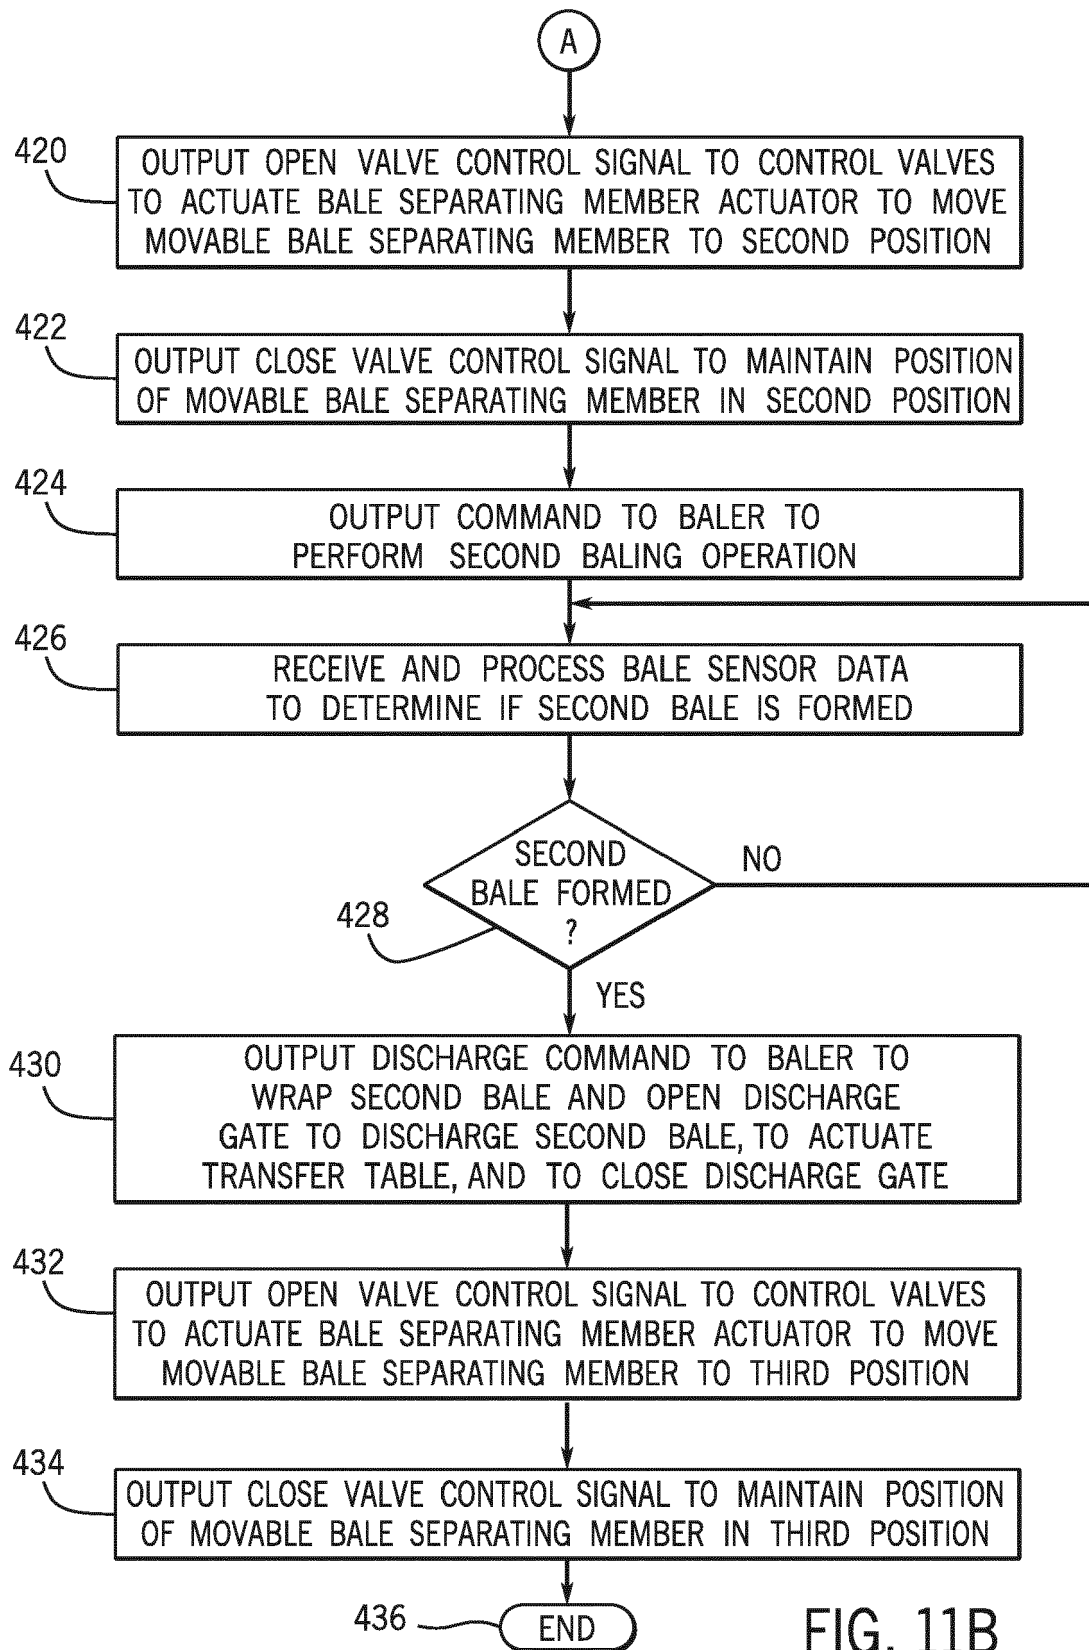 A
420
OUTPUT OPEN VALVE CONTROL SIGNAL TO CONTROL VALVES
TO ACTUATE BALE SEPARATING MEMBER ACTUATOR TO MOVE
MOVABLE BALE SEPARATING MEMBER TO SECOND POSITION
422
OUTPUT CLOSE VALVE CONTROL SIGNAL TO MAINTAIN POSITION
OF MOVABLE BALE SEPARATING MEMBER IN SECOND POSITION
424
OUTPUT COMMAND TO BALER TO
PERFORM SECOND BALING OPERATION
426
RECEIVE AND PROCESS BALE SENSOR DATA
TO DETERMINE IF SECOND BALE IS FORMED
SECOND
BALE FORMED
?
NO
428
YES
430
OUTPUT DISCHARGE COMMAND TO BALER TO
WRAP SECOND BALE AND OPEN DISCHARGE
GATE TO DISCHARGE SECOND BALE, TO ACTUATE
TRANSFER TABLE, AND TO CLOSE DISCHARGE GATE
432
OUTPUT OPEN VALVE CONTROL SIGNAL TO CONTROL VALVES
TO ACTUATE BALE SEPARATING MEMBER ACTUATOR TO MOVE
MOVABLE BALE SEPARATING MEMBER TO THIRD POSITION
434
OUTPUT CLOSE VALVE CONTROL SIGNAL TO MAINTAIN POSITION
OF MOVABLE BALE SEPARATING MEMBER IN THIRD POSITION
436
END
FIG. 11B